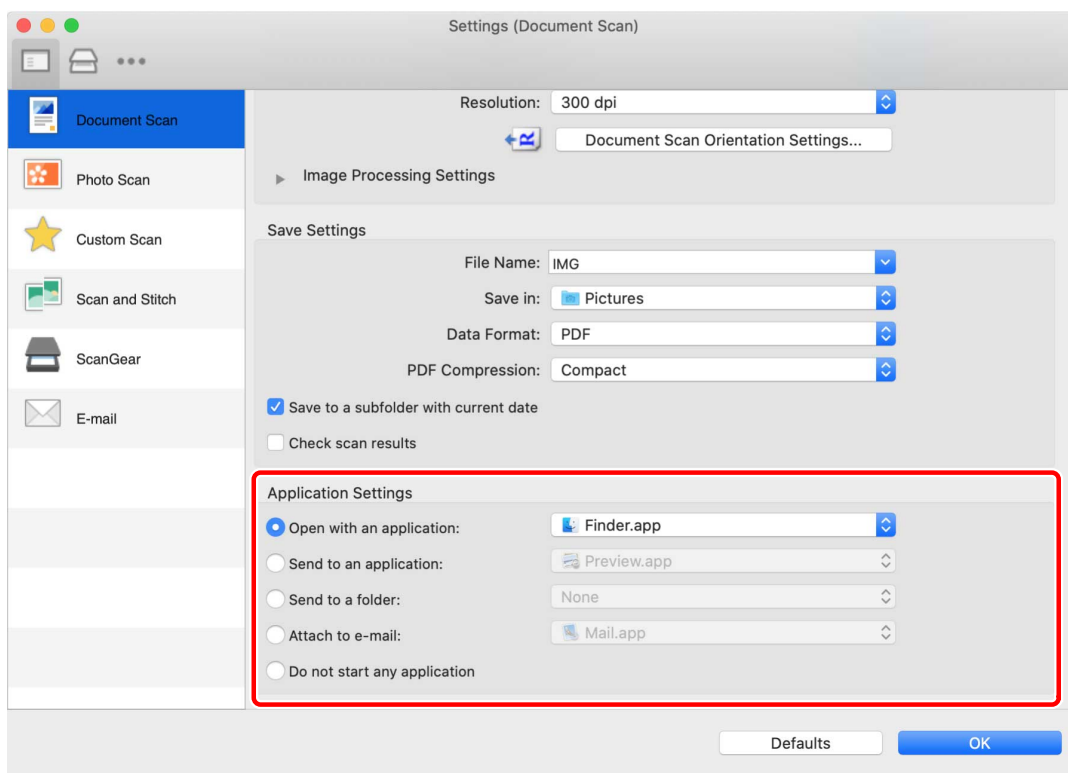 Settings (Document Scan)
Document Scan
Photo Scan
Custom Scan
Scan and Stitch
ScanGear
E-mail
Resolution: 300 dpi
Document Scan Orientation Settings...
Image Processing Settings
Save Settings
File Name: IMG
Save in: Pictures
Data Format: PDF
PDF Compression: Compact
Save to a subfolder with current date
Check scan results
Application Settings
Open with an application: Finder.app
Send to an application: Preview.app
Send to a folder: None
Attach to e-mail: Mail.app
Do not start any application
Defaults OK